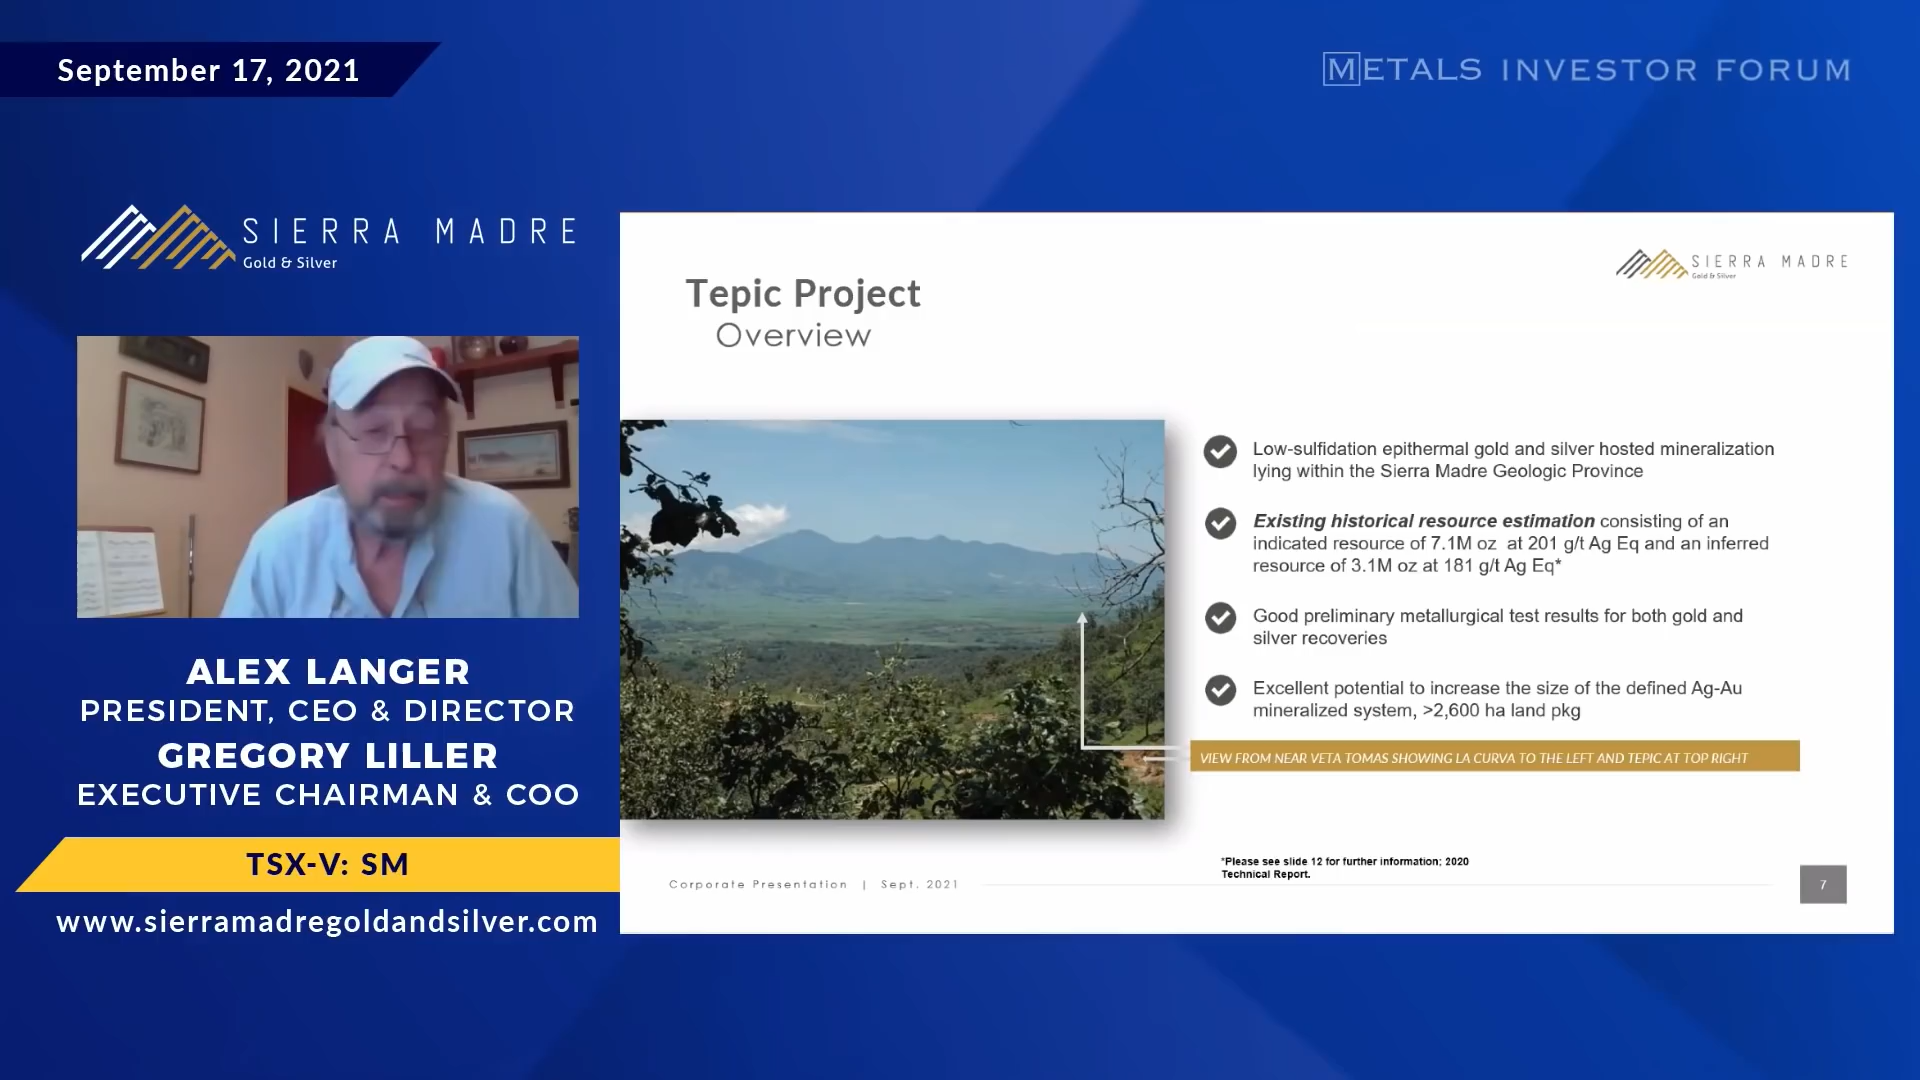 September 17, 2021
METALS INVESTOR FORUM
SIERRA MADRE
Gold & Silver
ALEX LANGER
PRESIDENT, CEO & DIRECTOR
GREGORY LILLER
EXECUTIVE CHAIRMAN & COO
TSX-V: SM
www.sierramadregoldandsilver.com
SIERRA MADRE
Gold & Silver
Tepic Project
Overview
Low-sulfidation epithermal gold and silver hosted mineralization
lying within the Sierra Madre Geologic Province
Existing historical resource estimation consisting of an
indicated resource of 7.1M oz at 201 g/t Ag Eq and an inferred
resource of 3.1M oz at 181 g/t Ag Eq*
Good preliminary metallurgical test results for both gold and
silver recoveries
Excellent potential to increase the size of the defined Ag-Au
mineralized system, >2,600 ha land pkg
VIEW FROM NEAR VETA TOMAS SHOWING LA CURVA TO THE LEFT AND TEPIC AT TOP RIGHT
*Please see slide 12 for further information; 2020
Technical Report.
Corporate Presentation | Sept. 2021
7